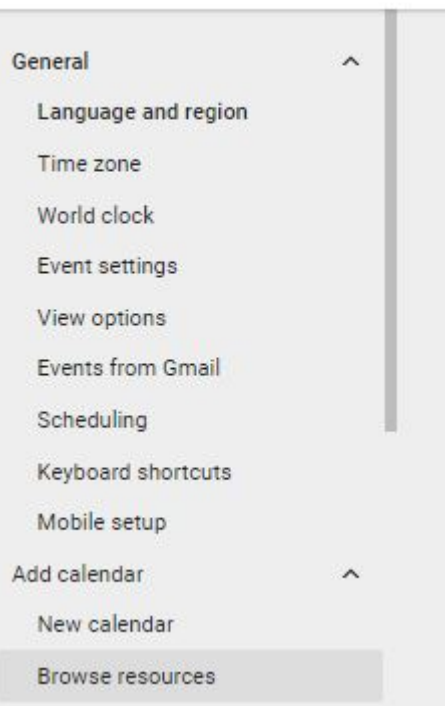 General
Language and region
Time zone
World clock
Event settings
View options
Events from Gmail
Scheduling
Keyboard shortcuts
Mobile setup
Add calendar
New calendar
Browse resources